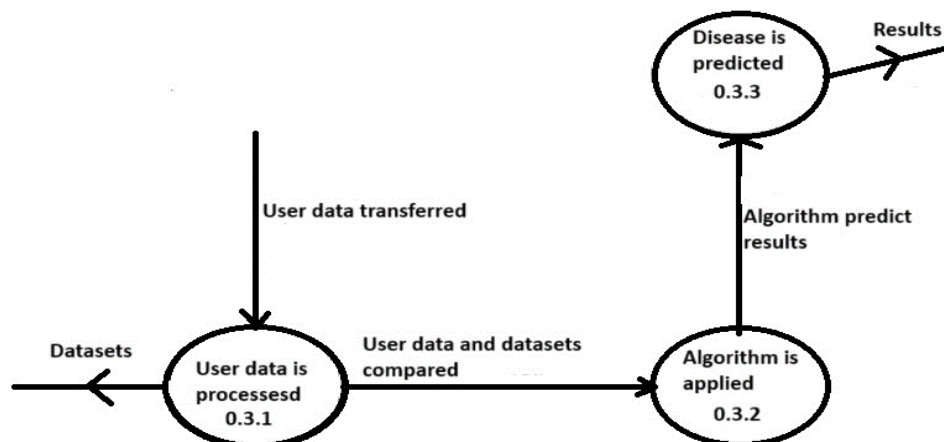 Results
Disease is
predicted
0.3.3
User data transferred
Algorithm predict
results
Datasets
User data is
processesd
0.3.1
User data and datasets
compared
Algorithm is
applied
0.3.2